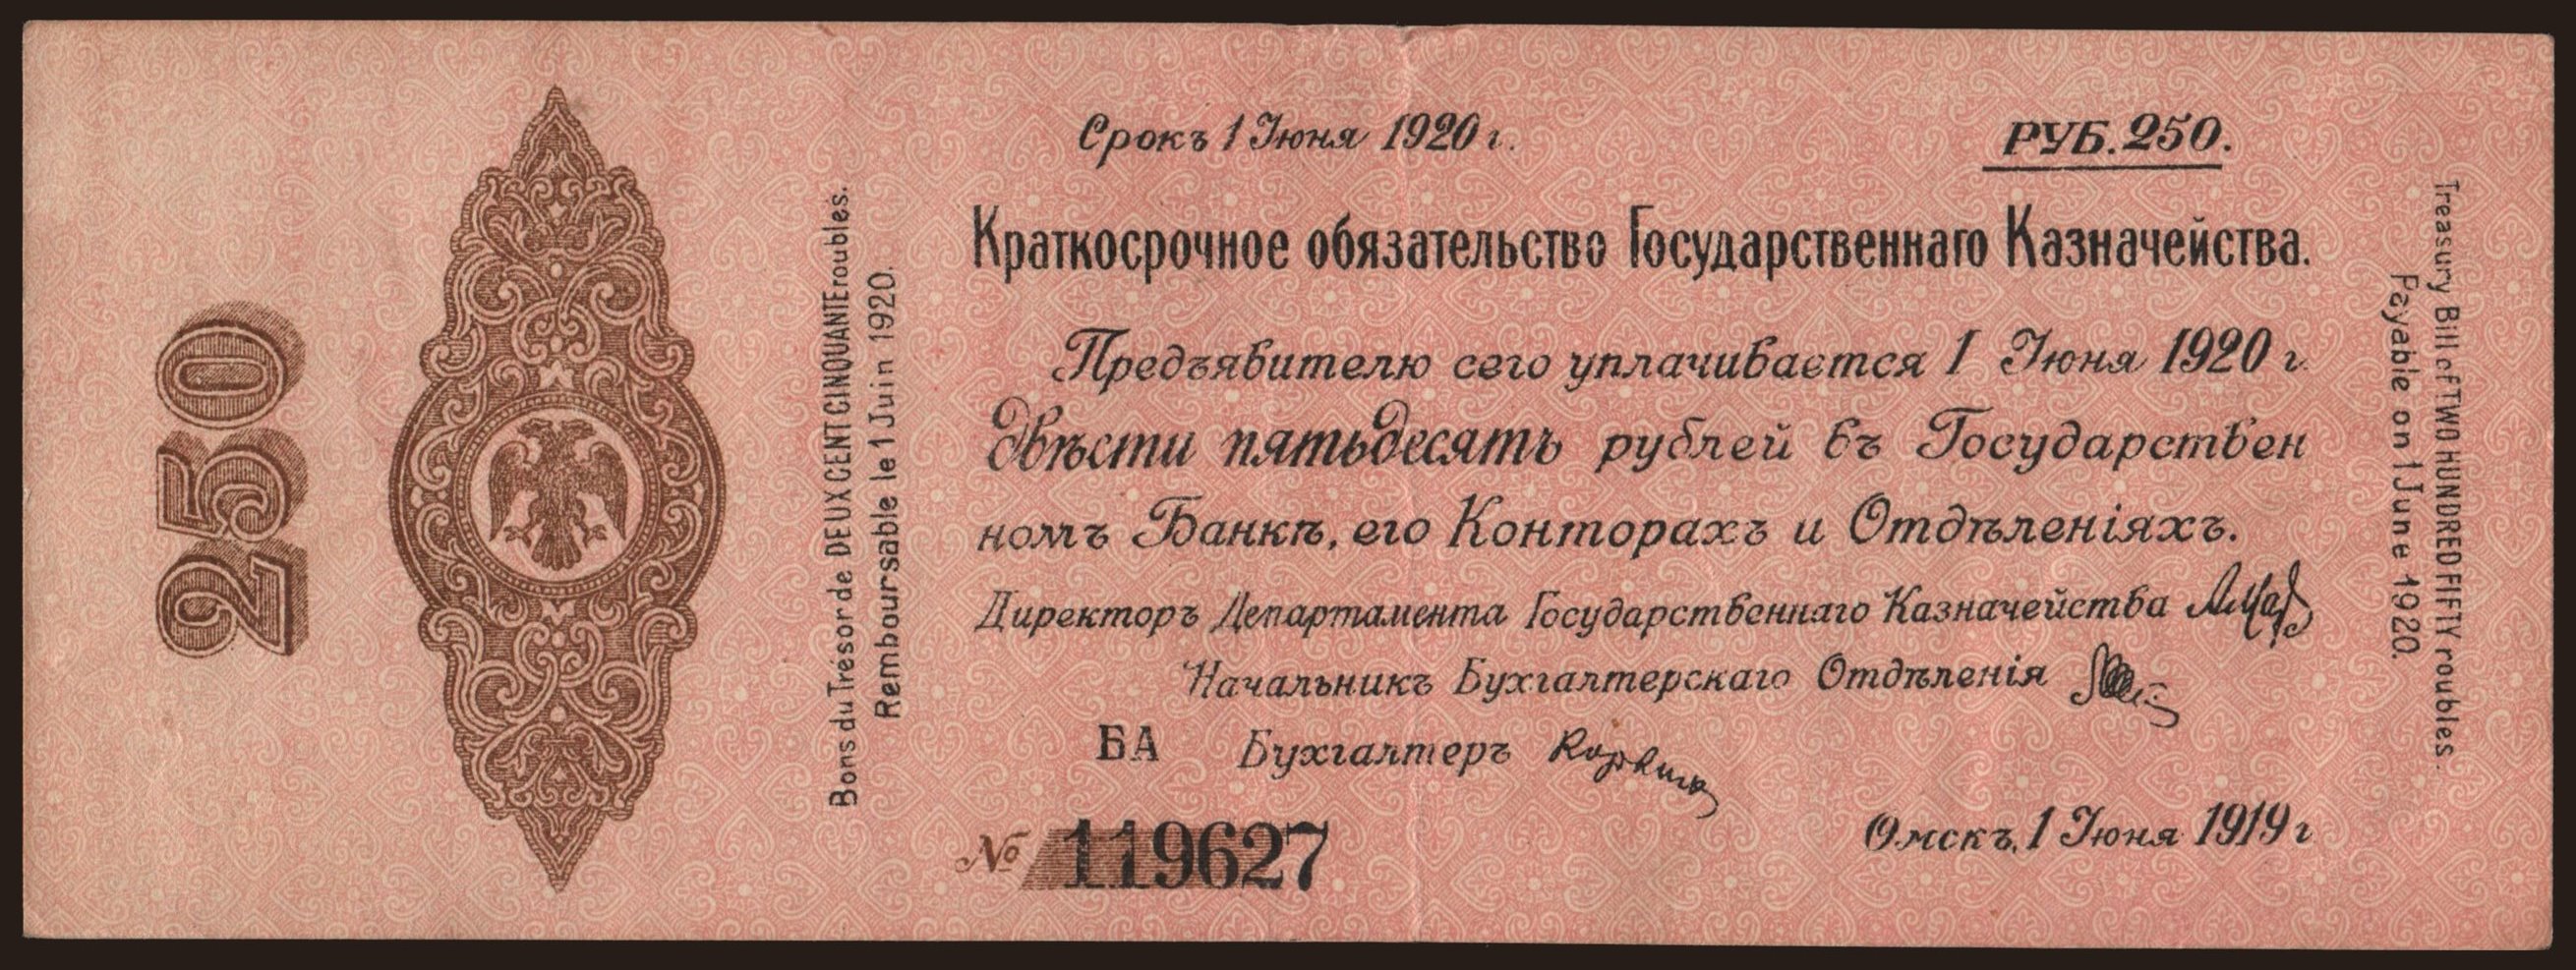 250
Bons du Trésor de DEUX CENT CINQUANTE roubles.
Remboursable le 1 Juin 1920.
Срокъ 1 Іюня 1920 г.
РУБ. 250.
Краткосрочное обязательство Государственнаго Казначейства.
Предъявителю сего уплачивается 1 Іюня 1920 г.
Двѣсти пятьдесятъ рублей въ Государствен
номъ Банкѣ, его Конторахъ и Отдѣленіяхъ.
Директоръ Департамента Государственнаго Казначейства
Начальникъ Бухгалтерскаго Отдѣленія
БА Бухгалтеръ
№ 119627
Омскъ, 1 Іюня 1919 г
Treasury Bill of TWO HUNDRED FIFTY roubles.
Payable on 1 June 1920.